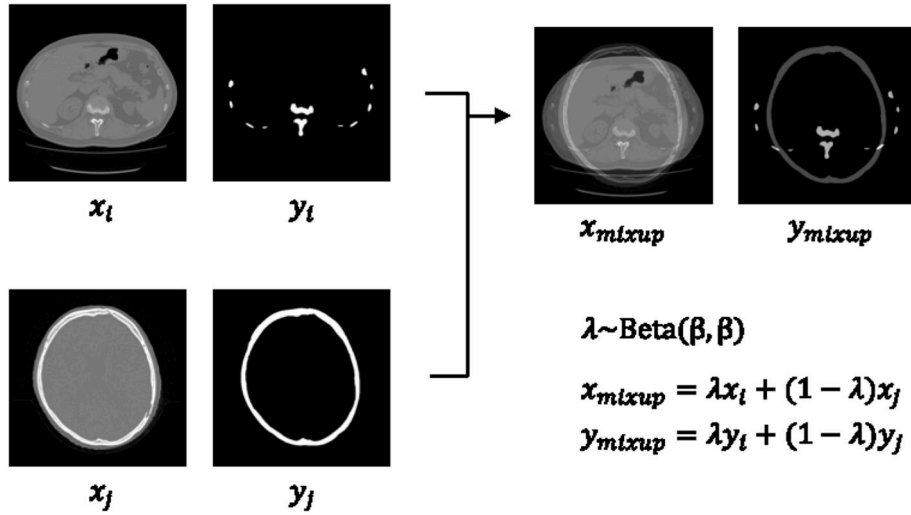 x_i
y_i
x_mixup
y_mixup
x_j
y_j
λ~Beta(β,β)
x_mixup = λx_i + (1 − λ)x_j
y_mixup = λy_i + (1 − λ)y_j